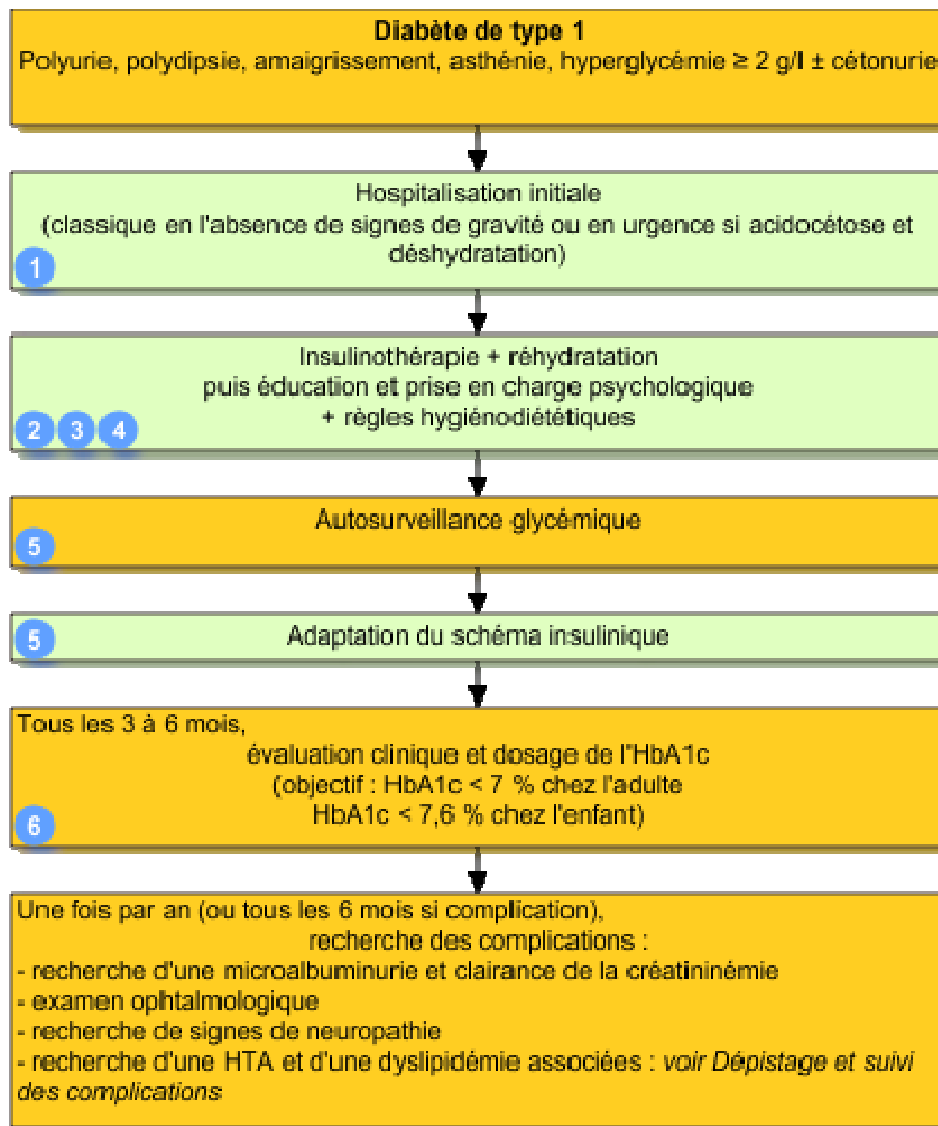 Diabète de type 1
Polyurie, polydipsie, amaigrissement, asthénie, hyperglycémie ≥ 2 g/l ± cétonurie
Hospitalisation initiale
(classique en l'absence de signes de gravité ou en urgence si acidocétose et
déshydratation)
1
Insulinothérapie + réhydratation
puis éducation et prise en charge psychologique
+ règles hygiénodiététiques
2 3 4
Autosurveillance glycémique
5
Adaptation du schéma insulinique
5
Tous les 3 à 6 mois,
évaluation clinique et dosage de l'HbA1c
(objectif : HbA1c < 7 % chez l'adulte
HbA1c < 7,6 % chez l'enfant)
6
Une fois par an (ou tous les 6 mois si complication),
recherche des complications :
- recherche d'une microalbuminurie et clairance de la créatininémie
- examen ophtalmologique
- recherche de signes de neuropathie
- recherche d'une HTA et d'une dyslipidémie associées : voir Dépistage et suivi
des complications